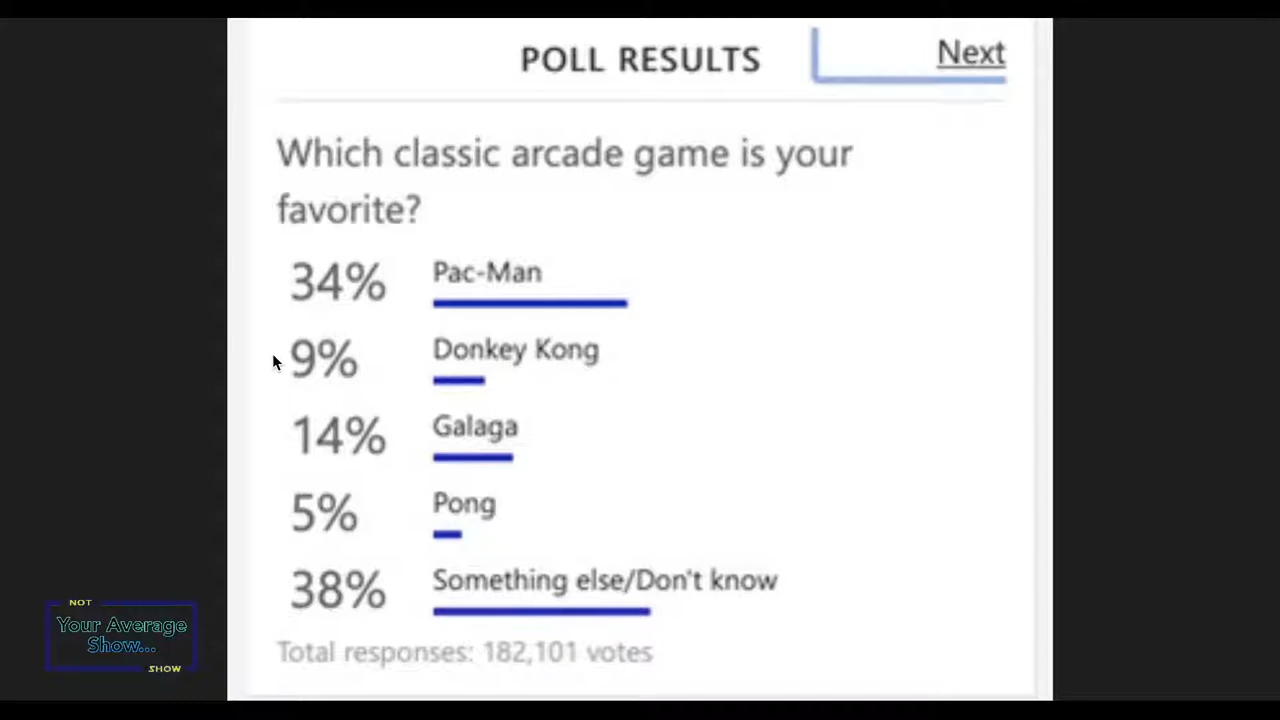 POLL RESULTS
Next
Which classic arcade game is your
favorite?
34% Pac-Man
9% Donkey Kong
14% Galaga
5% Pong
38% Something else/Don't know
Total responses: 182,101 votes
NOT
Your Average
Show...
SHOW